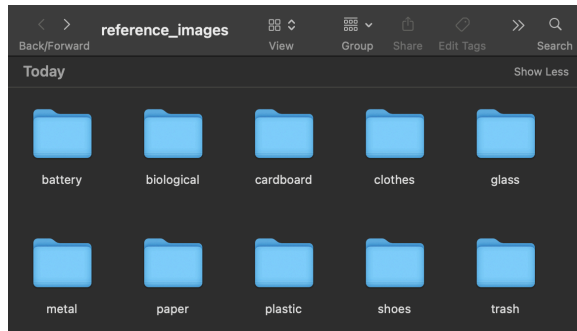 reference_images
Back/Forward View Group Share Edit Tags Search
Today Show Less
battery biological cardboard clothes glass
metal paper plastic shoes trash